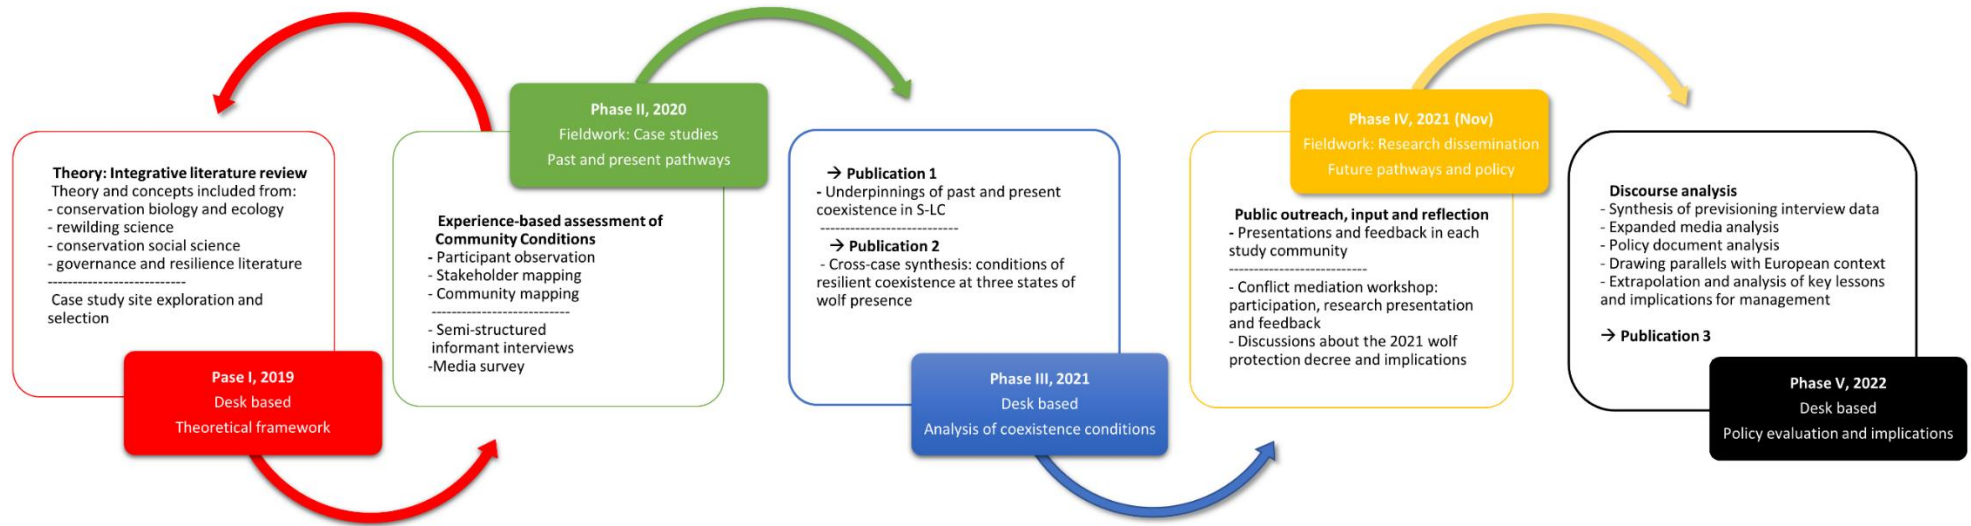 Theory: Integrative literature review
Theory and concepts included from:
- conservation biology and ecology
- rewilding science
- conservation social science
- governance and resilience literature
---------------------------
Case study site exploration and
selection
Pase I, 2019
Desk based
Theoretical framework
Phase II, 2020
Fieldwork: Case studies
Past and present pathways
Experience-based assessment of
Community Conditions
- Participant observation
- Stakeholder mapping
- Community mapping
---------------------------
- Semi-structured
informant interviews
-Media survey
→ Publication 1
- Underpinnings of past and present
coexistence in S-LC
---------------------------
→ Publication 2
- Cross-case synthesis: conditions of
resilient coexistence at three states of
wolf presence
Phase III, 2021
Desk based
Analysis of coexistence conditions
Phase IV, 2021 (Nov)
Fieldwork: Research dissemination
Future pathways and policy
Public outreach, input and reflection
- Presentations and feedback in each
study community
---------------------------
- Conflict mediation workshop:
participation, research presentation
and feedback
- Discussions about the 2021 wolf
protection decree and implications
Discourse analysis
- Synthesis of previsioning interview data
- Expanded media analysis
- Policy document analysis
- Drawing parallels with European context
- Extrapolation and analysis of key lessons
and implications for management
→ Publication 3
Phase V, 2022
Desk based
Policy evaluation and implications